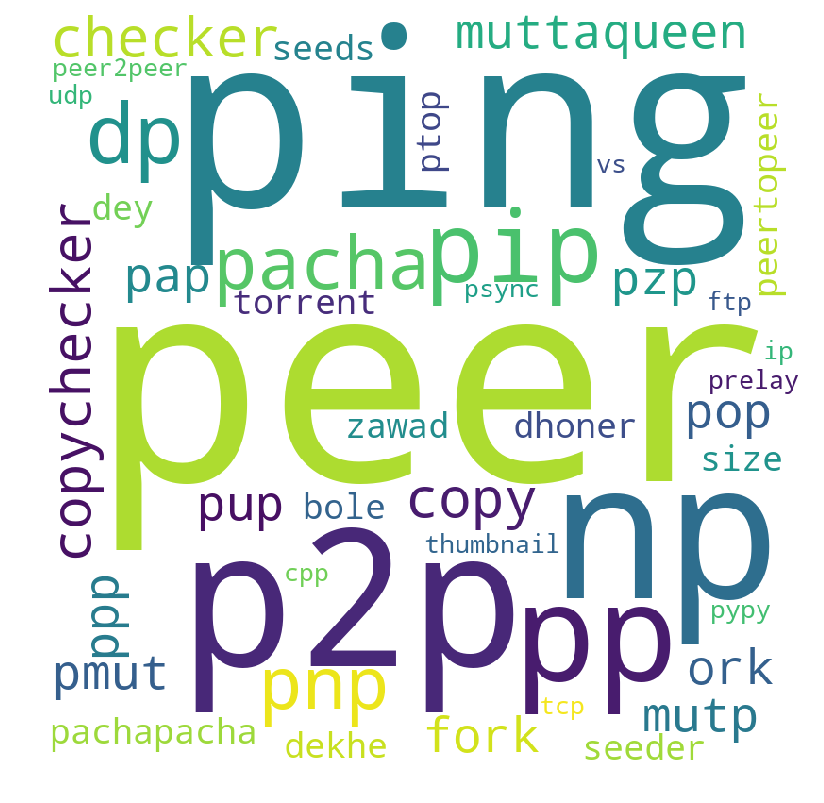 checker
seeds
muttaqueen
peer2peer
udp
ping
dp
ptop
vs
peertopeer
dey
copychecker
pap
pacha
pip
psync
pzp
torrent
ftp
peer
ip
prelay
zawad
dhoner
pop
size
pup
bole
copy
np
thumbnail
p2p
cpp
pp
pypy
ppp
pmut
pnp
ork
tcp
mutp
pachapacha
dekhe
fork
seeder